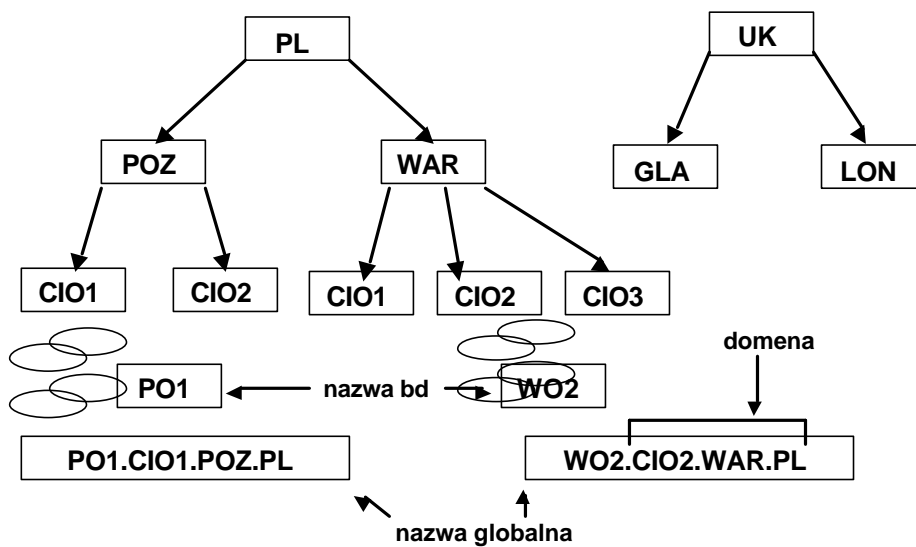 PL
UK
POZ
WAR
GLA
LON
CIO1
CIO2
CIO1
CIO2
CIO3
domena
PO1
nazwa bd
WO2
PO1.CIO1.POZ.PL
WO2.CIO2.WAR.PL
nazwa globalna